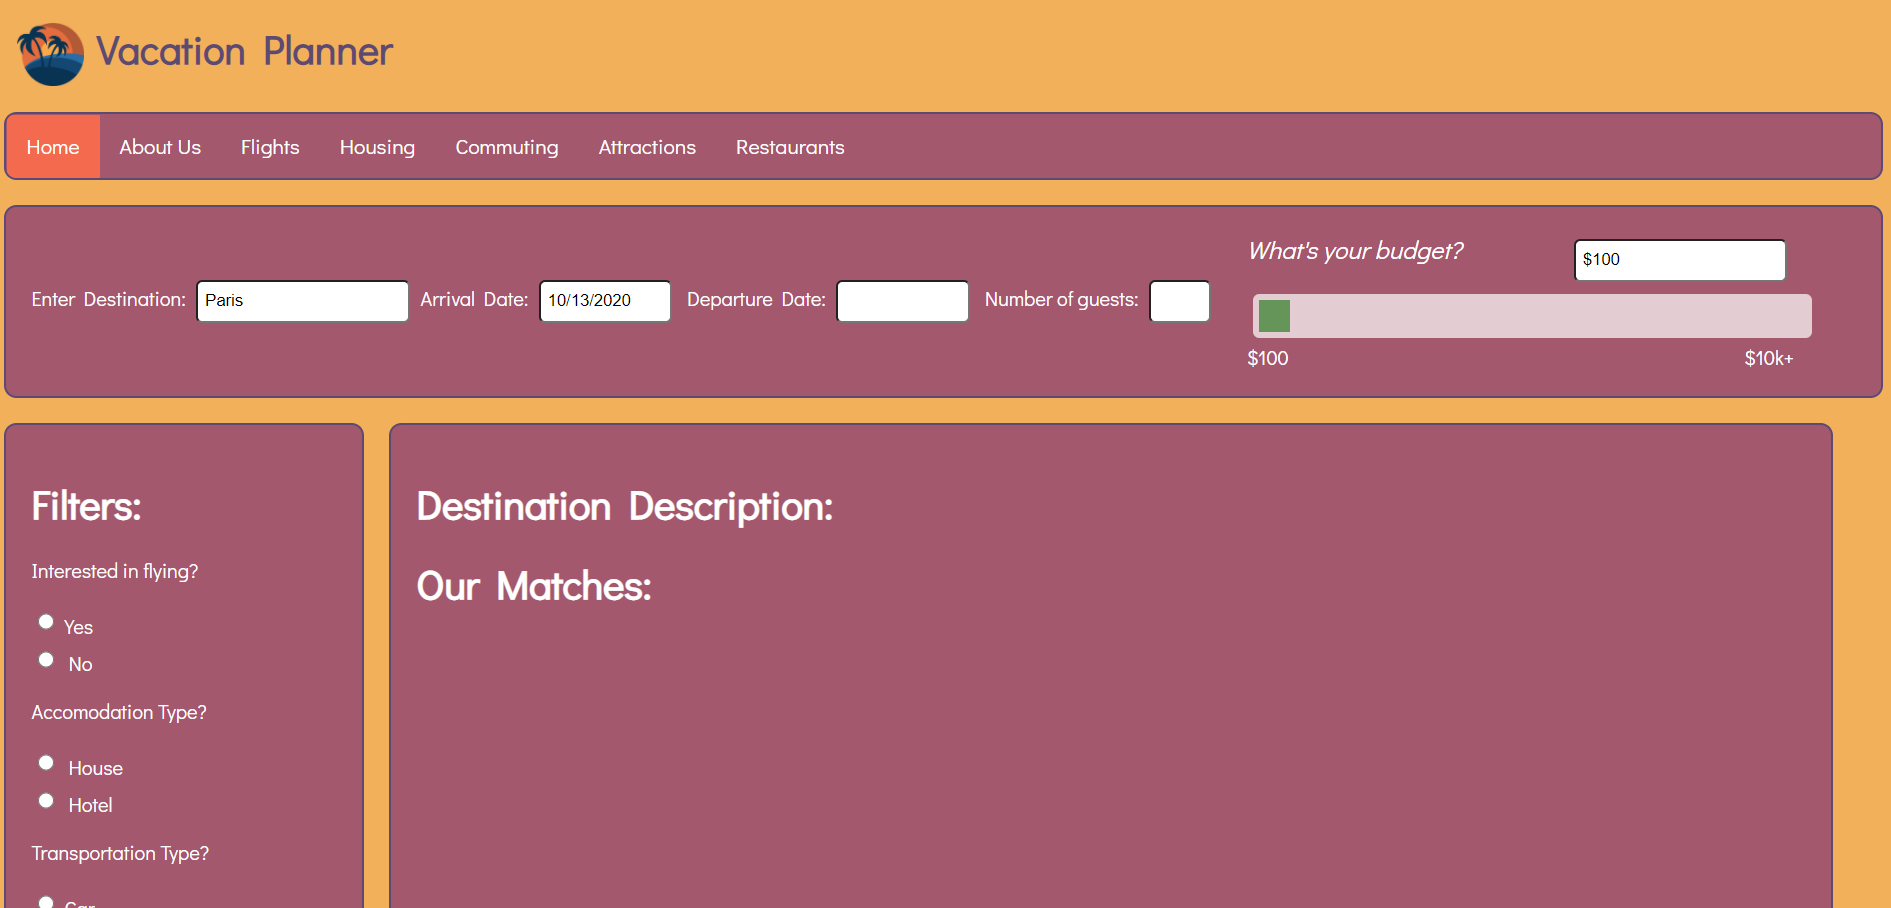 Vacation Planner
Home About Us Flights Housing Commuting Attractions Restaurants
What's your budget? $100
Enter Destination: Paris Arrival Date: 10/13/2020 Departure Date: Number of guests:
$100 $10k+
Filters:
Interested in flying?
Yes
No
Accomodation Type?
House
Hotel
Transportation Type?
Car
Destination Description:
Our Matches: